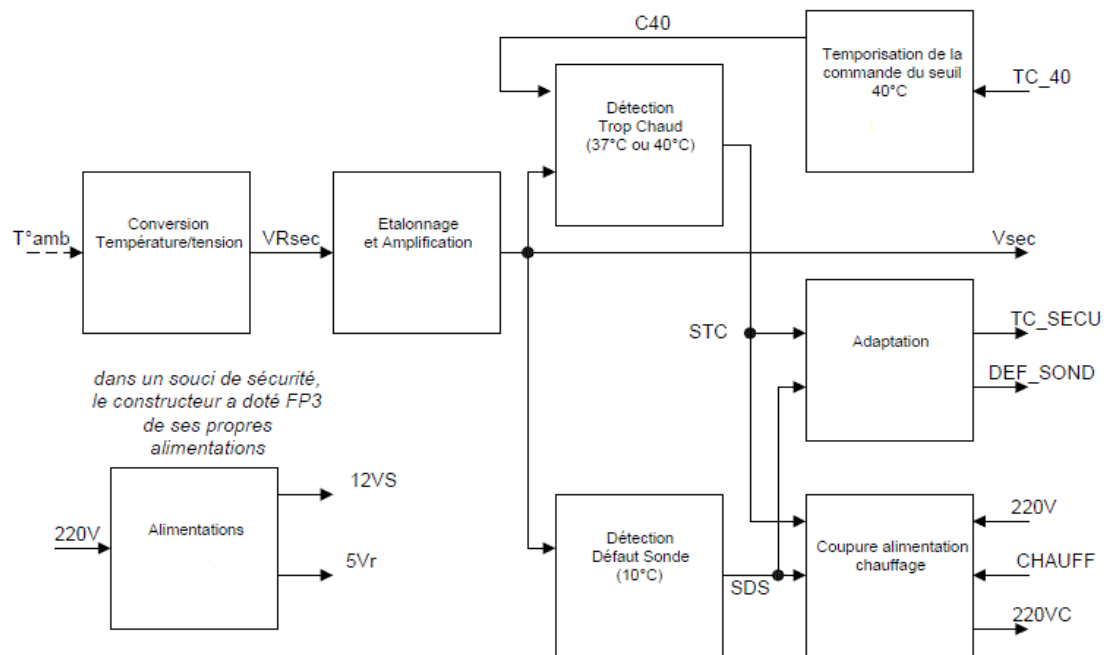 C40
Temporisation de la
commande du seuil
40°C
TC_40
Détection
Trop Chaud
(37°C ou 40°C)
T°amb
Conversion
Température/tension
VRsec
Etalonnage
et Amplification
Vsec
STC
Adaptation
TC_SECU
DEF_SOND
dans un souci de sécurité,
le constructeur a doté FP3
de ses propres
alimentations
220V
Alimentations
12VS
5Vr
Détection
Défaut Sonde
(10°C)
SDS
Coupure alimentation
chauffage
220V
CHAUFF
220VC